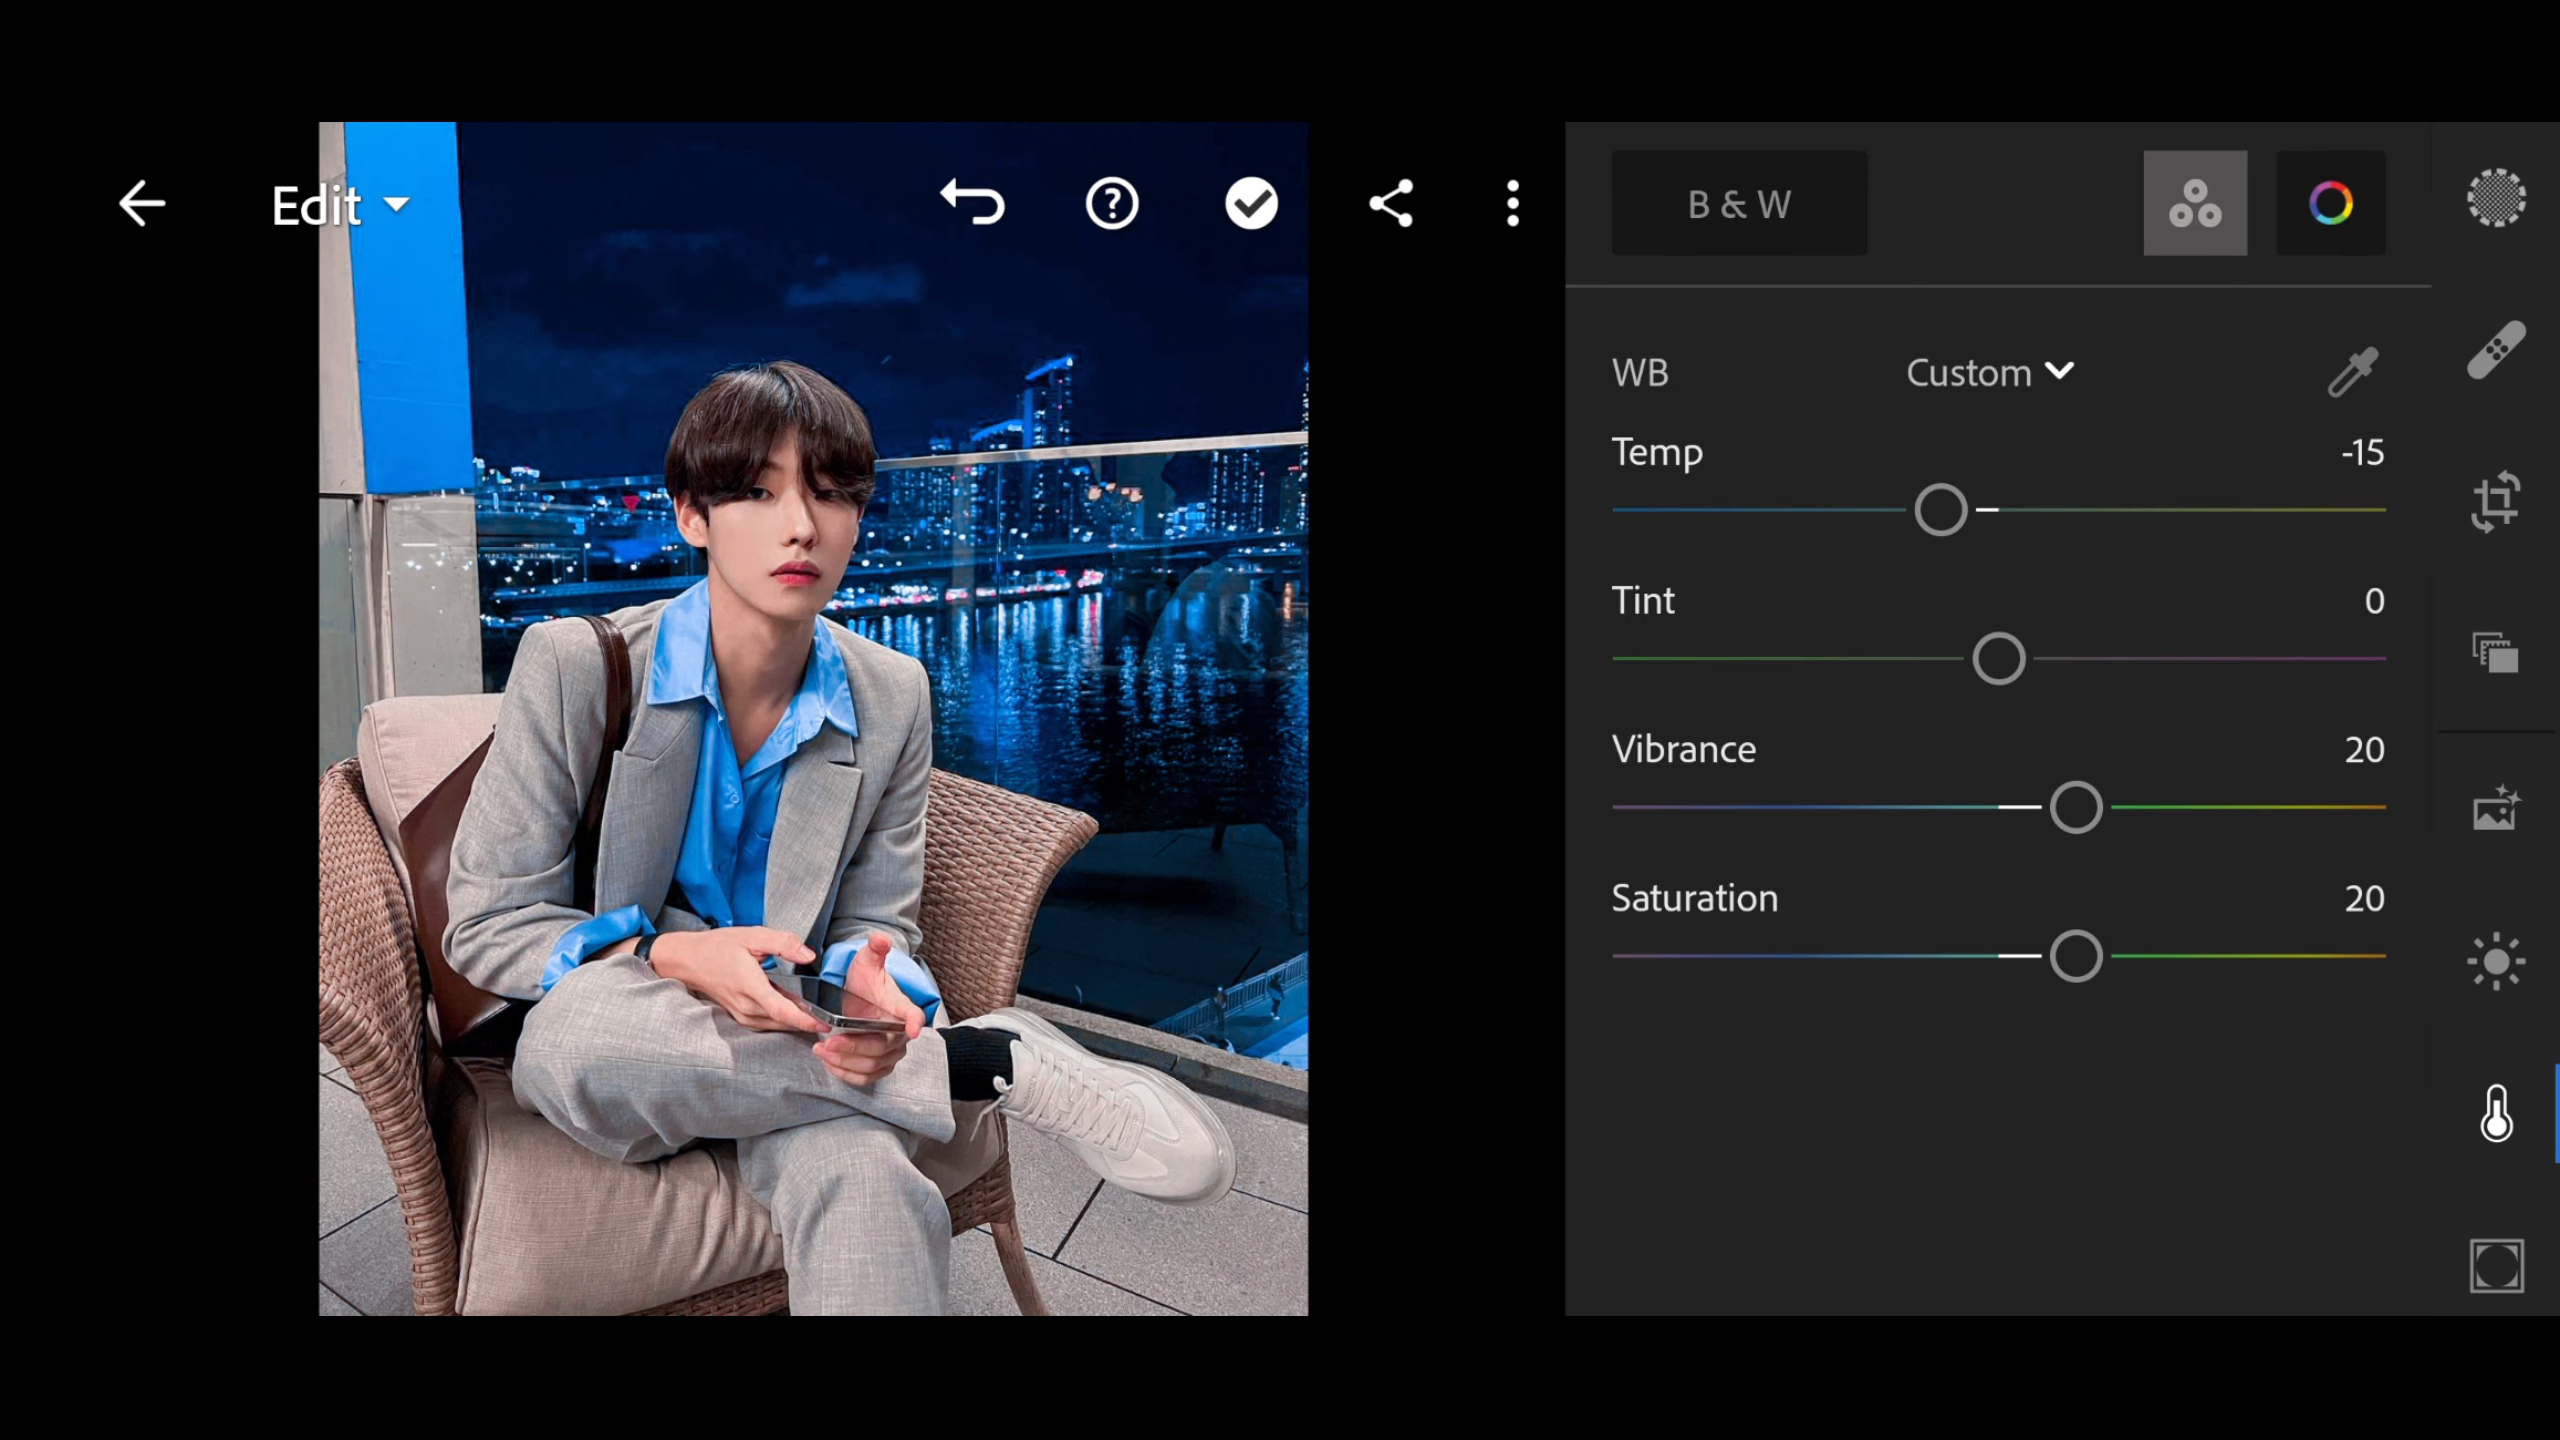 Edit
B & W
WB Custom
Temp -15
Tint 0
Vibrance 20
Saturation 20